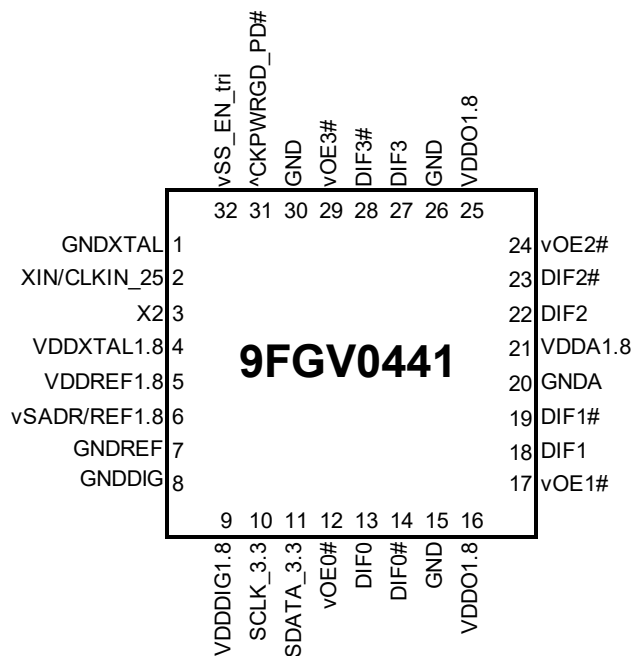 vSS_EN_tri
^CKPWRGD_PD#
GND
vOE3#
DIF3#
DIF3
GND
VDDO1.8
32 31 30 29 28 27 26 25
GNDXTAL 1
XIN/CLKIN_25 2
X2 3
VDDXTAL1.8 4
VDDREF1.8 5
vSADR/REF1.8 6
GNDREF 7
GNDDIG 8
9FGV0441
24 vOE2#
23 DIF2#
22 DIF2
21 VDDA1.8
20 GNDA
19 DIF1#
18 DIF1
17 vOE1#
9 10 11 12 13 14 15 16
VDDDIG1.8
SCLK_3.3
SDATA_3.3
vOE0#
DIF0
DIF0#
GND
VDDO1.8